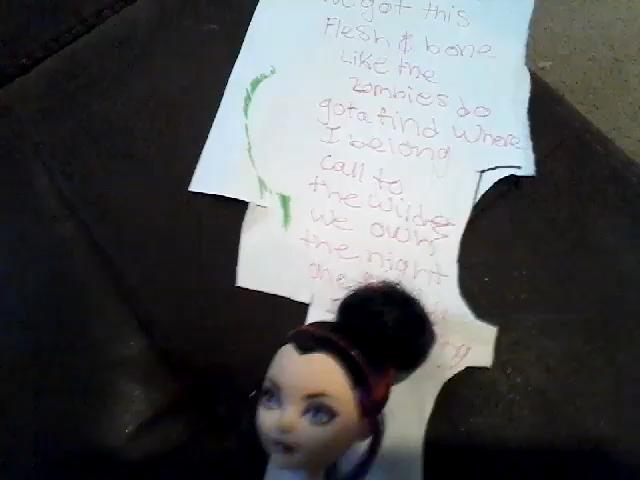 got this
Flesh & bone
Like the
zombies do
gota find where
I belong
call to
the wilds
we own
the night